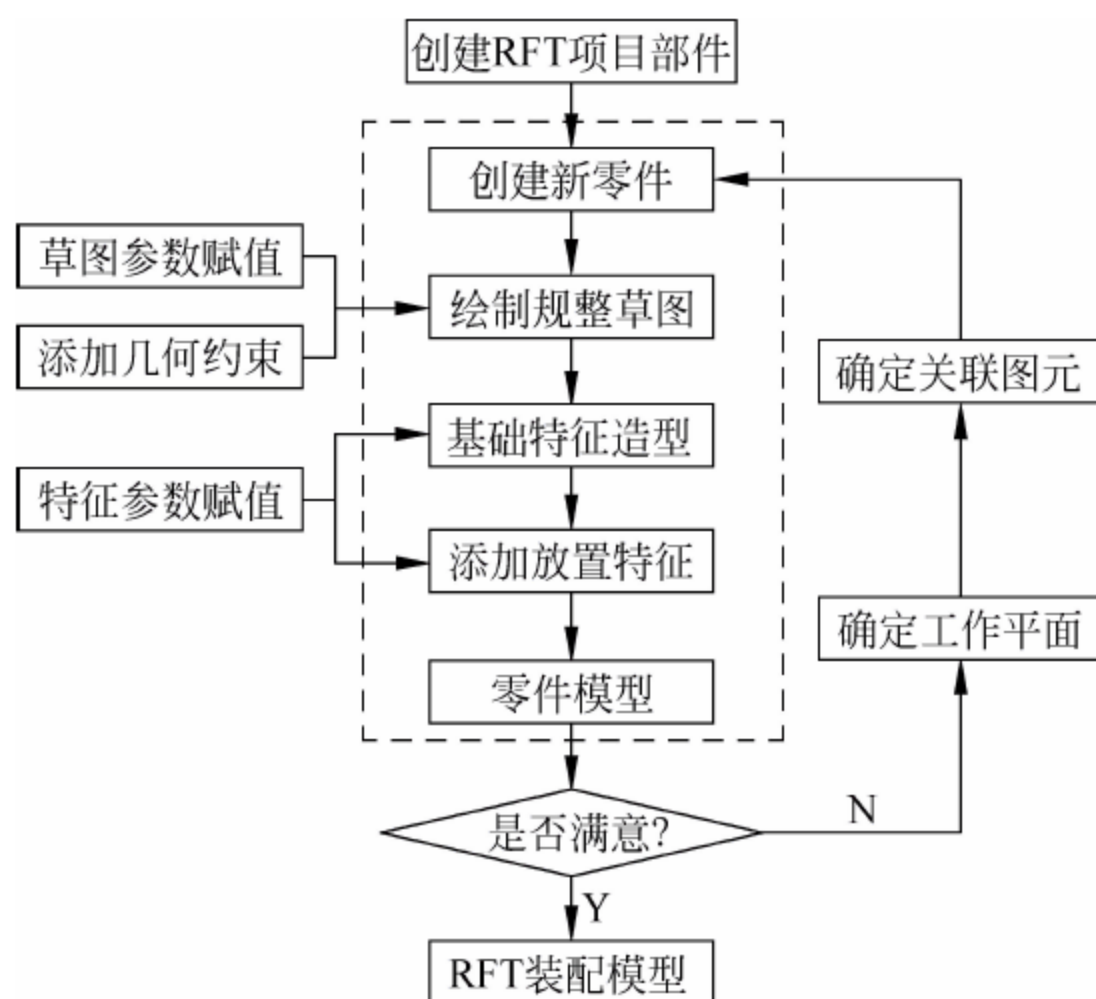 创建RFT项目部件
创建新零件
草图参数赋值
绘制规整草图
添加几何约束
确定关联图元
基础特征造型
特征参数赋值
添加放置特征
确定工作平面
零件模型
是否满意?
N
Y
RFT装配模型